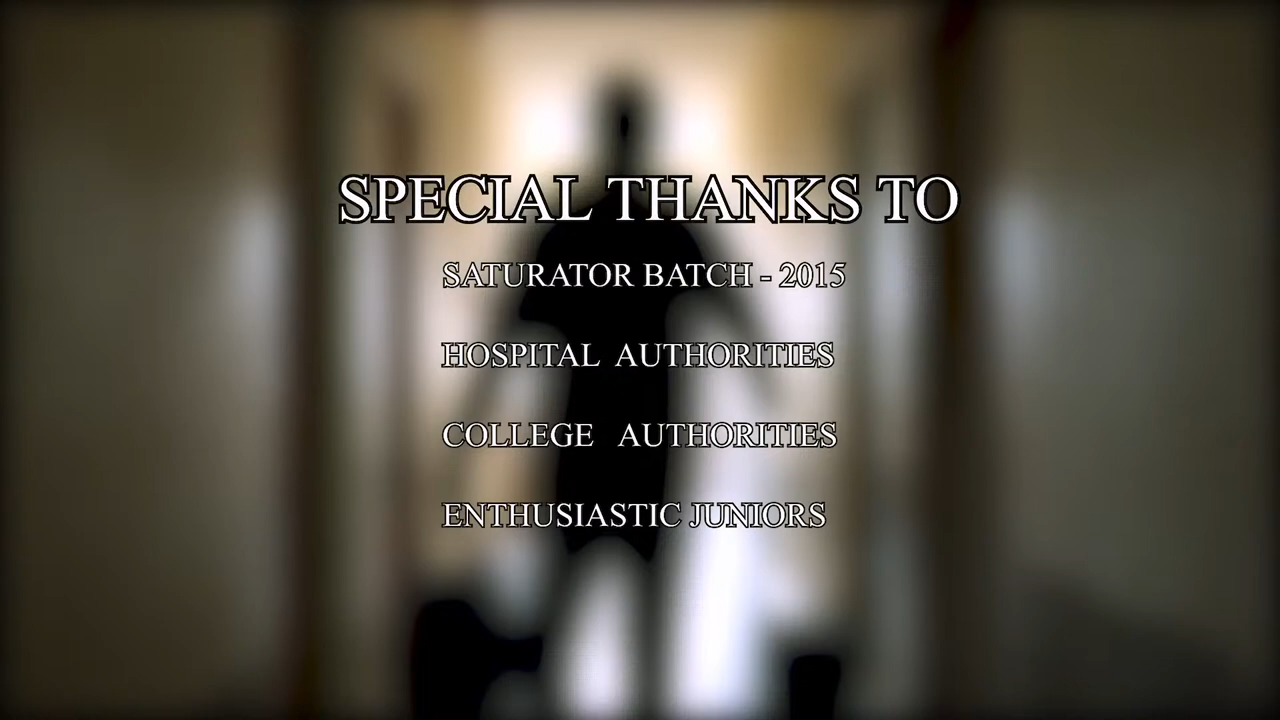 SPECIAL THANKS TO
SATURATOR BATCH - 2015
HOSPITAL AUTHORITIES
COLLEGE AUTHORITIES
ENTHUSIASTIC JUNIORS